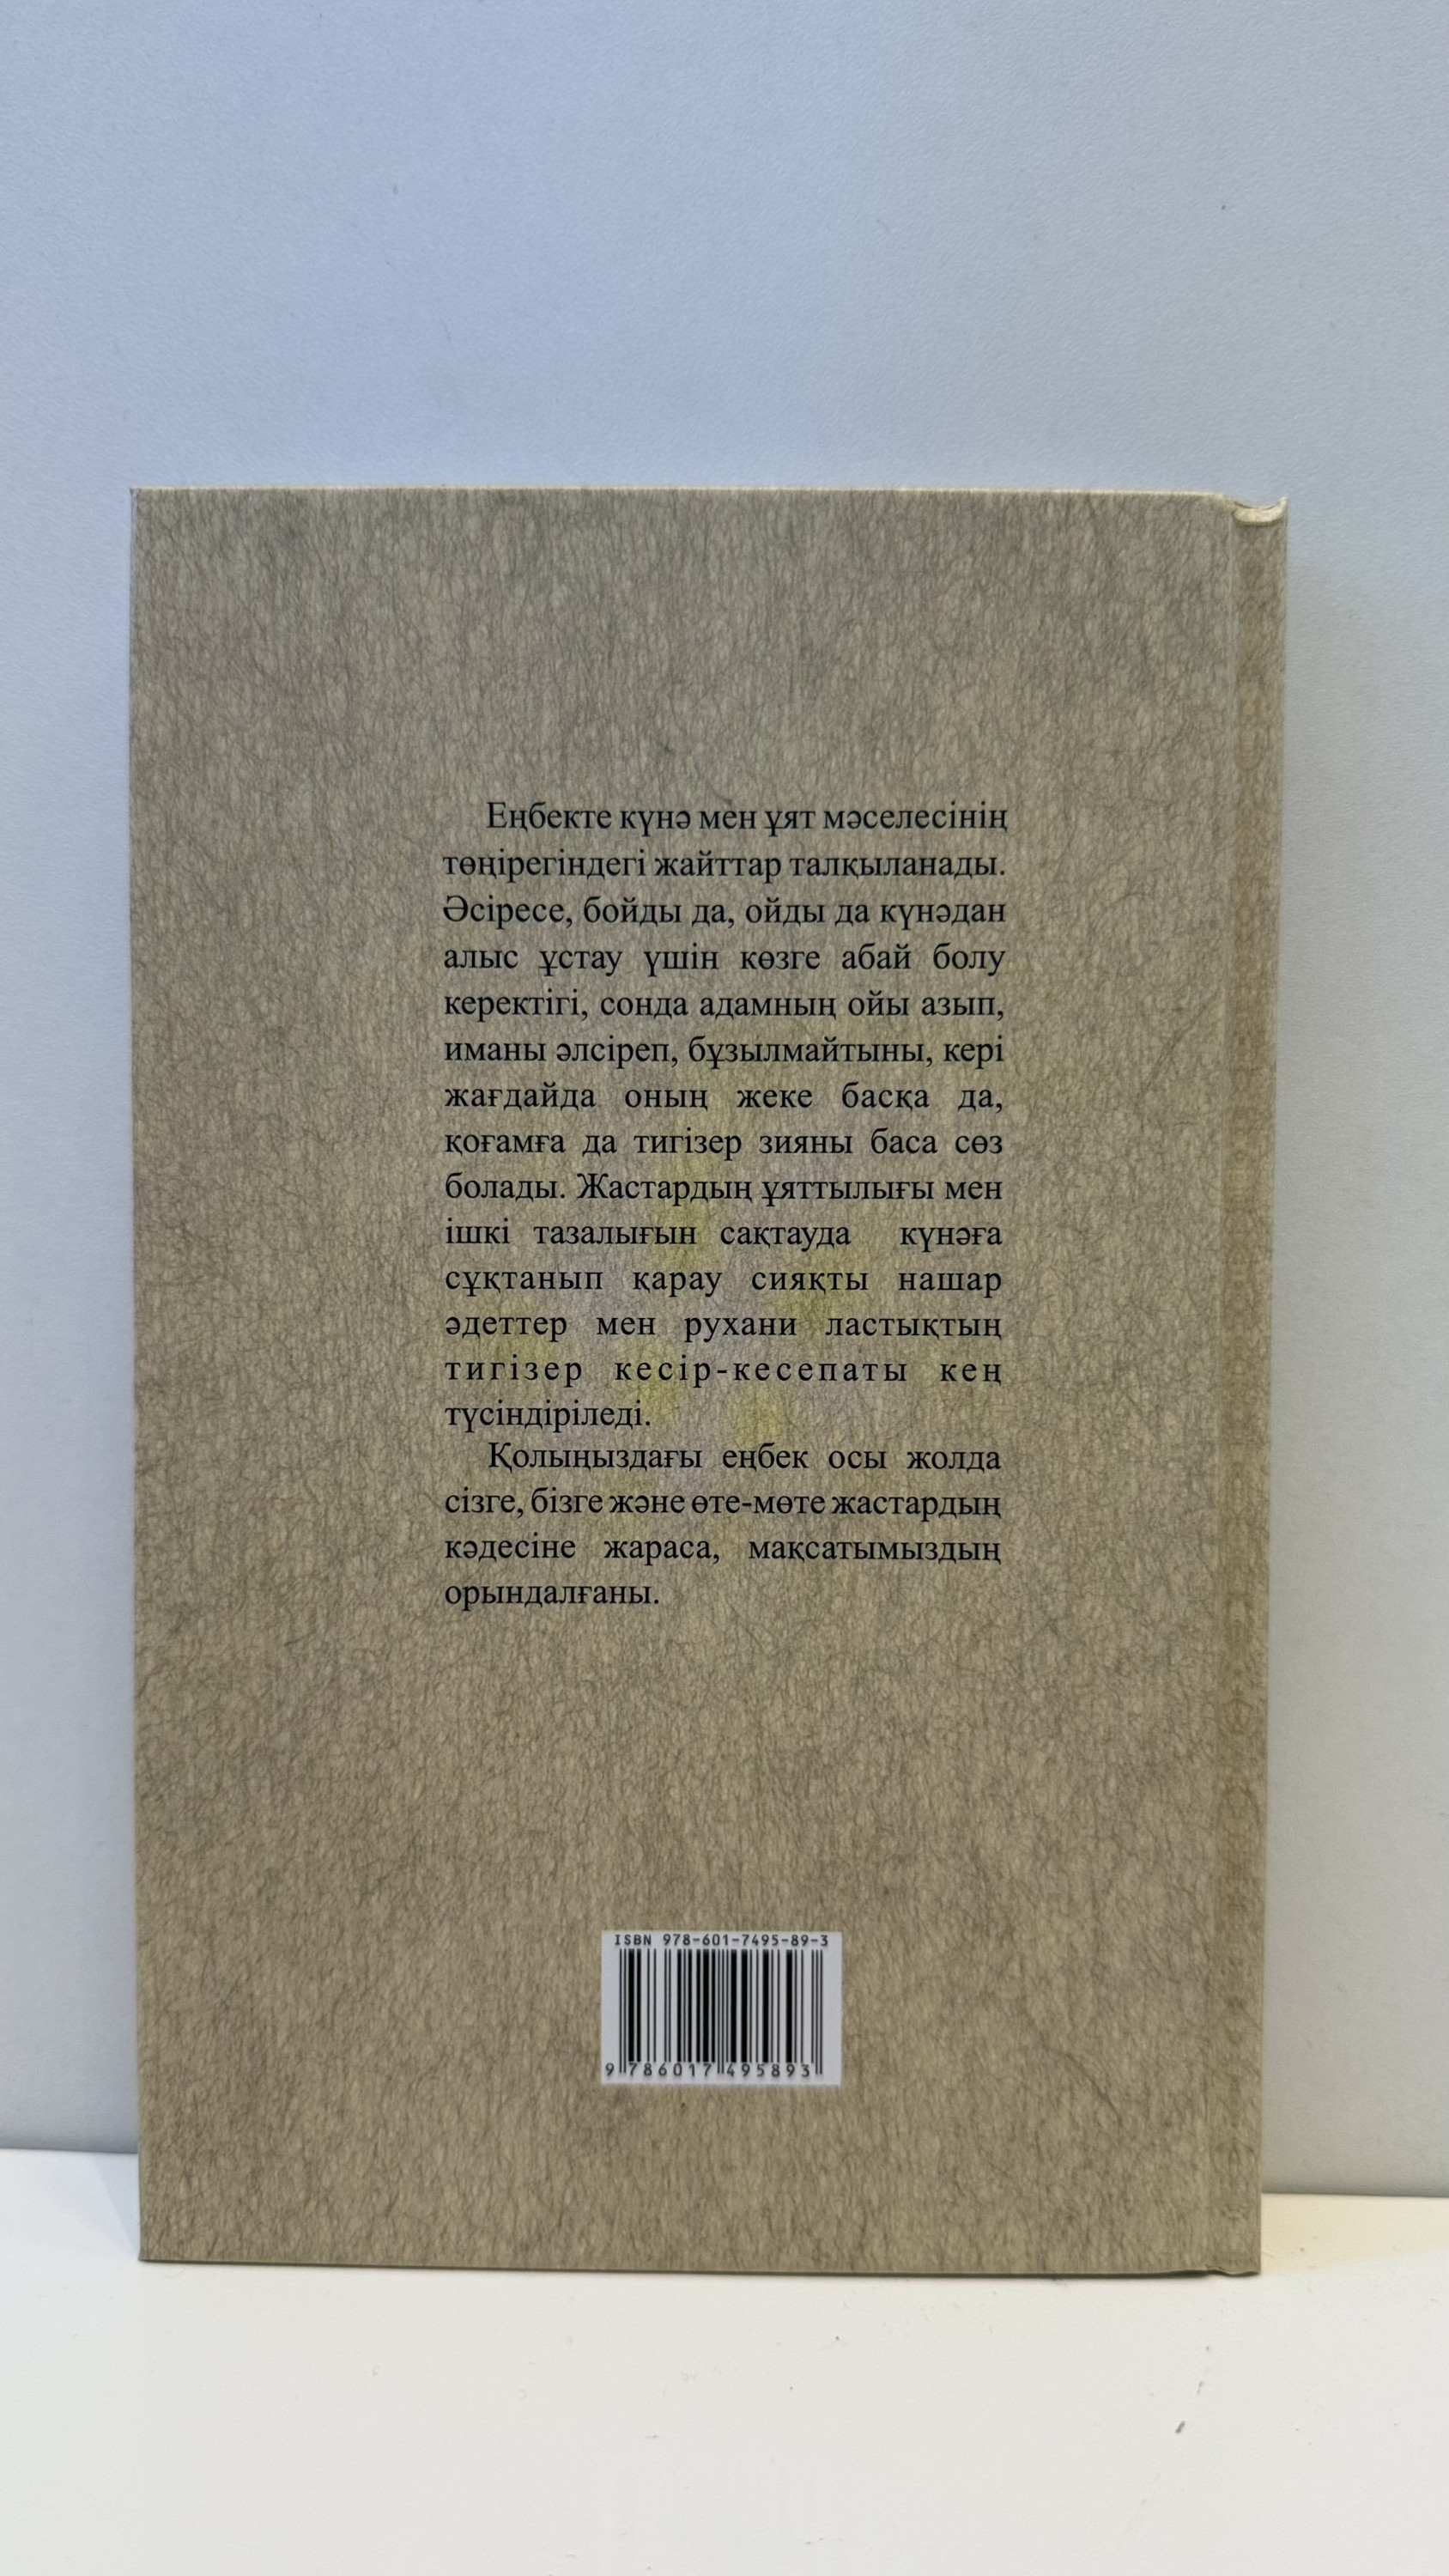 Еңбекте күнә мен ұят мәселесінің
төңірегіндегі жайттар талқыланады.
Әсіресе, бойды да, ойды да күнәдан
алыс ұстау үшін көзге абай болу
керектігі, сонда адамның ойы азып,
иманы әлсіреп, бұзылмайтыны, кері
жағдайда оның жеке басқа да,
қоғамға да тигізер зияны баса сөз
болады. Жастардың ұяттылығы мен
ішкі тазалығын сақтауда күнәға
сұқтанып қарау сияқты нашар
әдеттер мен рухани ластықтың
тигізер кесір-кесепаты кең
түсіндіріледі.
Қолыңыздағы еңбек осы жолда
сізге, бізге және өте-мөте жастардың
кәдесіне жараса, мақсатымыздың
орындалғаны.
ISBN 978-601-7495-89-3
9 786017 495893